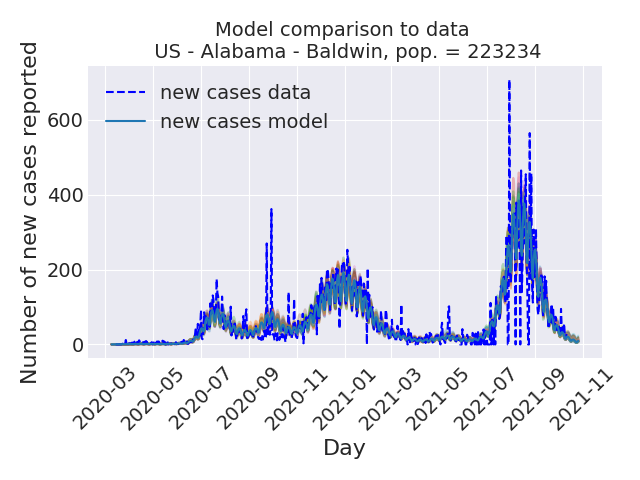 Model comparison to data
US - Alabama - Baldwin, pop. = 223234
new cases data
new cases model
Number of new cases reported
600
400
200
0
2020-03
2020-05
2020-07
2020-09
2020-11
2021-01
2021-03
2021-05
2021-07
2021-09
2021-11
Day